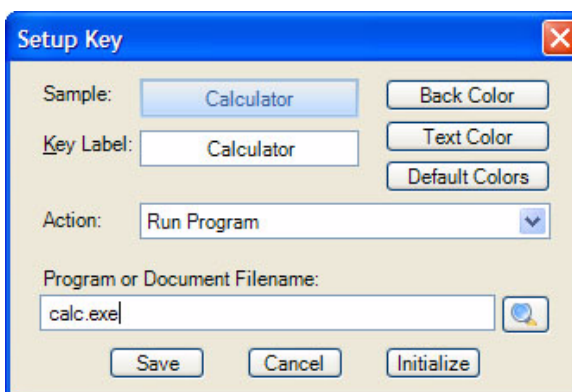 Setup Key
Sample: Calculator Back Color
Key Label: Calculator Text Color
Default Colors
Action: Run Program
Program or Document Filename:
calc.exe
Save Cancel Initialize